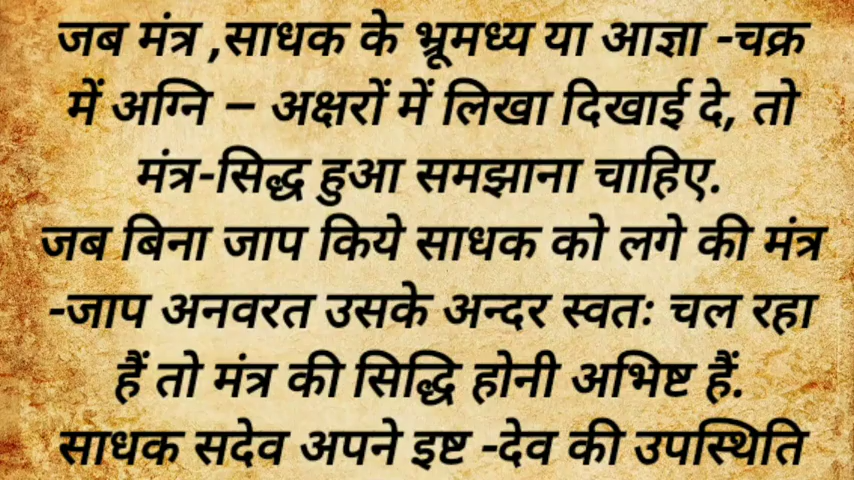 जब मंत्र ,साधक के भ्रूमध्य या आज्ञा -चक्र
में अग्नि – अक्षरों में लिखा दिखाई दे, तो
मंत्र-सिद्ध हुआ समझाना चाहिए.
जब बिना जाप किये साधक को लगे की मंत्र
-जाप अनवरत उसके अन्दर स्वतः चल रहा
हैं तो मंत्र की सिद्धि होनी अभिष्ट हैं.
साधक सदेव अपने इष्ट -देव की उपस्थिति